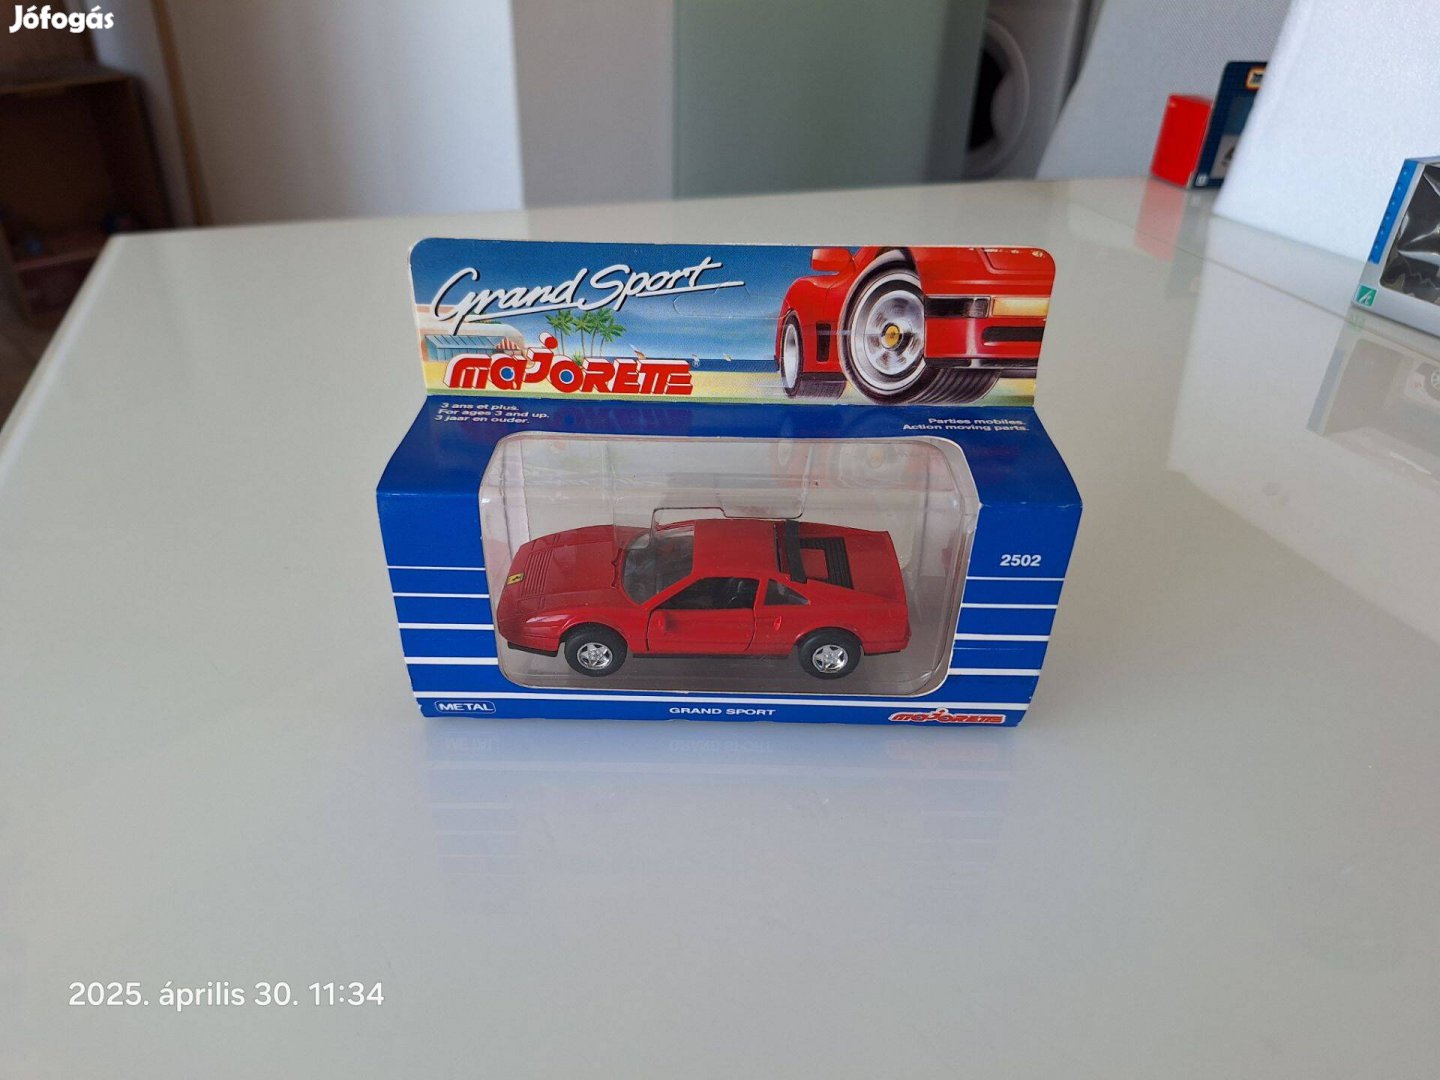 Jófogás
Grand Sport
MAJORETTE
3 ans et plus.
For ages 3 and up.
3 jaar en ouder.
Parties mobiles.
Action moving parts.
2502
METAL
GRAND SPORT
MAJORETTE
2025. április 30. 11:34